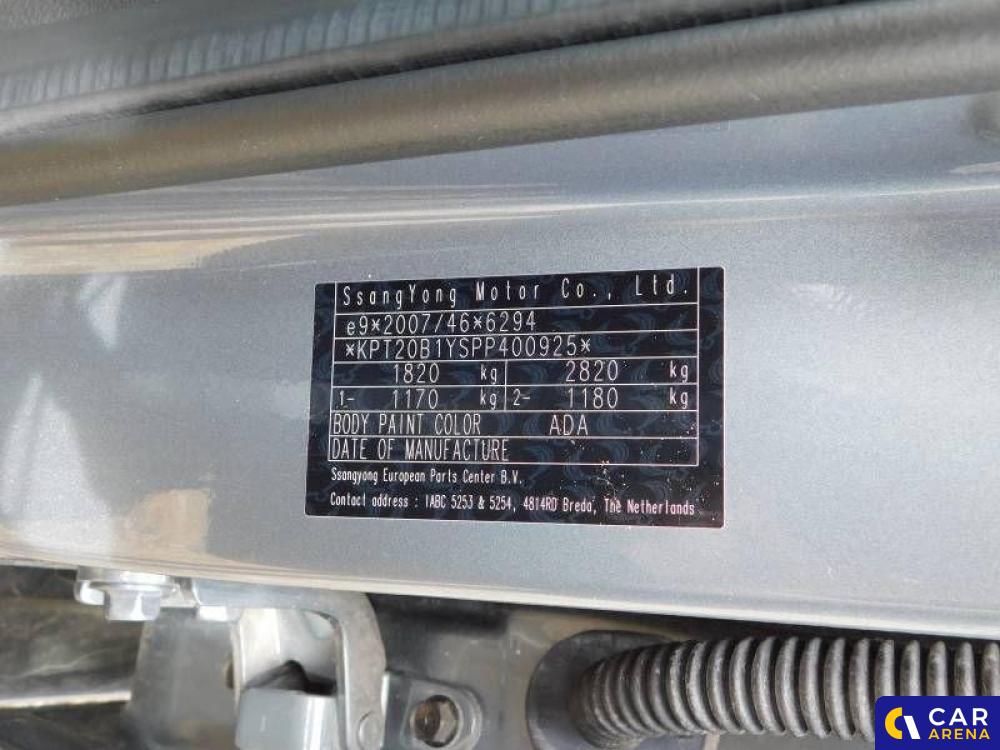 SsangYong Motor Co., Ltd.
e9*2007/46*6294
*KPT20B1YSPP400925*
1820 kg 2820 kg
1- 1170 kg 2- 1180 kg
BODY PAINT COLOR ADA
DATE OF MANUFACTURE
Ssangyong European Parts Center B.V.
Contact address : IABC 5253 & 5254, 4814RD Breda, The Netherlands
CAR
ARENA